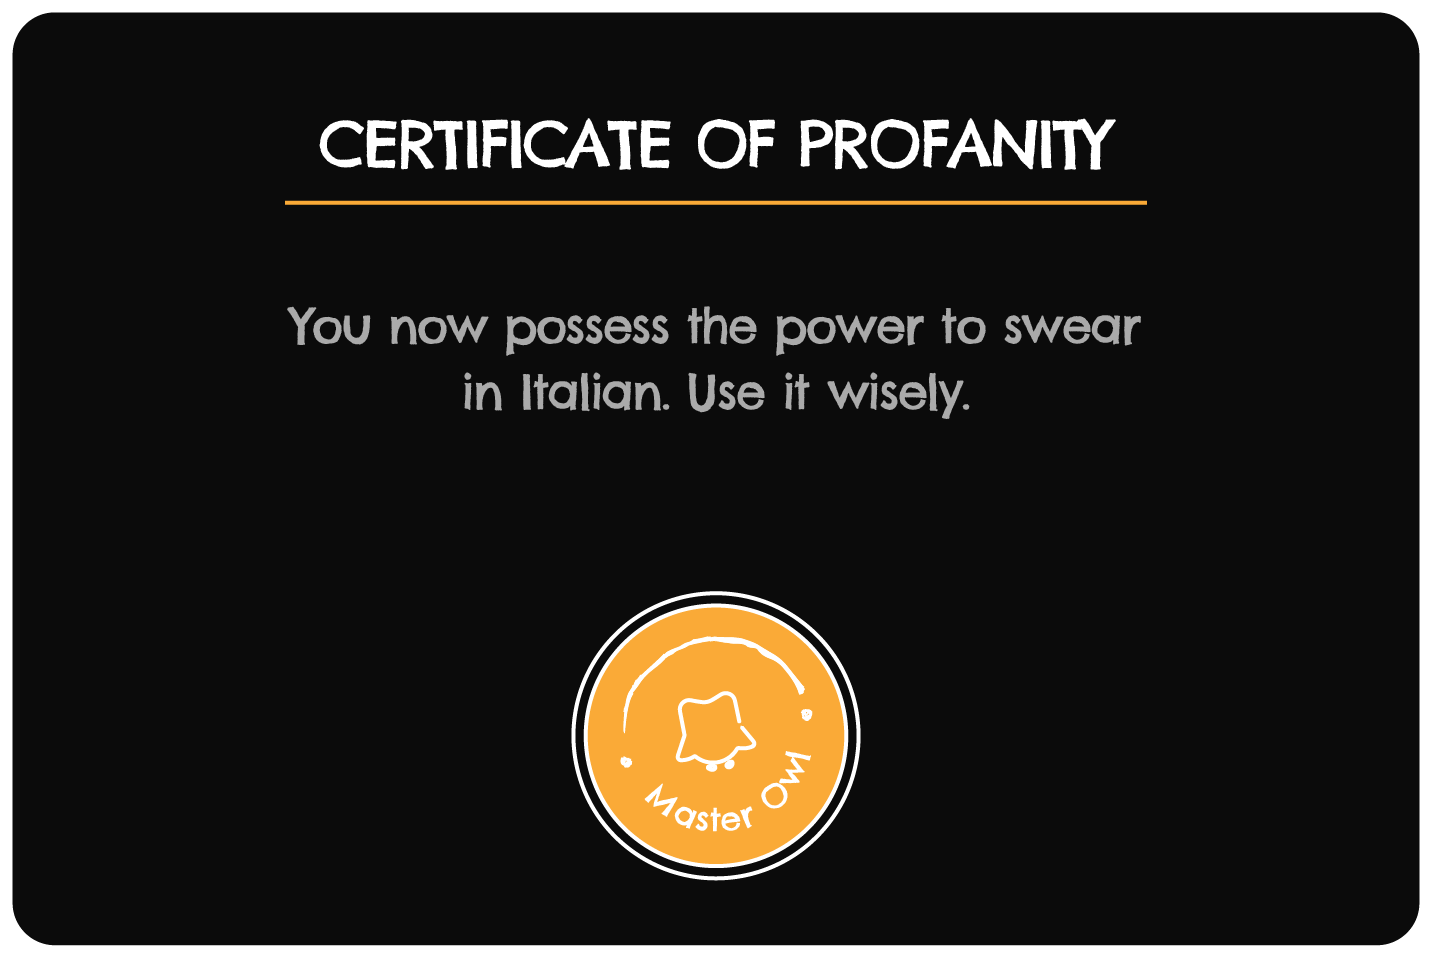 CERTIFICATE OF PROFANITY
You now possess the power to swear
in Italian. Use it wisely.
Master Owl